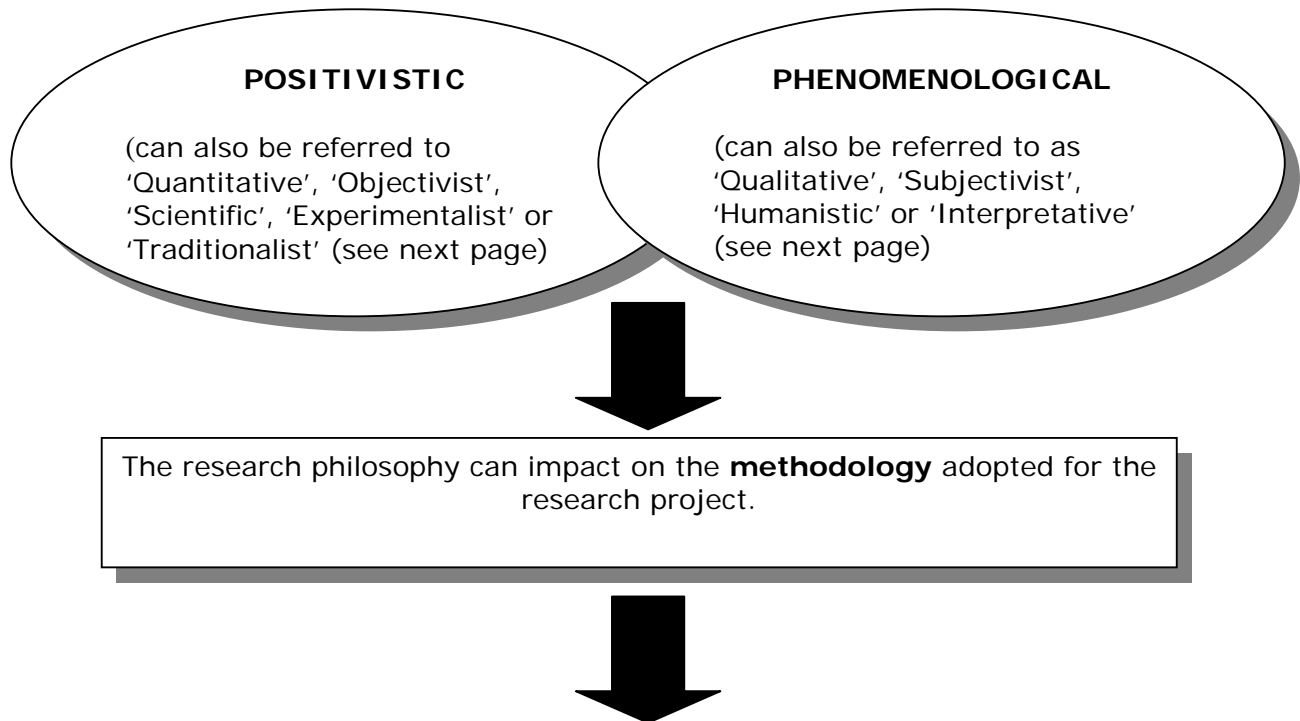 POSITIVISTIC
(can also be referred to
‘Quantitative’, ‘Objectivist’,
‘Scientific’, ‘Experimentalist’ or
‘Traditionalist’ (see next page)
PHENOMENOLOGICAL
(can also be referred to as
‘Qualitative’, ‘Subjectivist’,
‘Humanistic’ or ‘Interpretative’
(see next page)
The research philosophy can impact on the methodology adopted for the
research project.